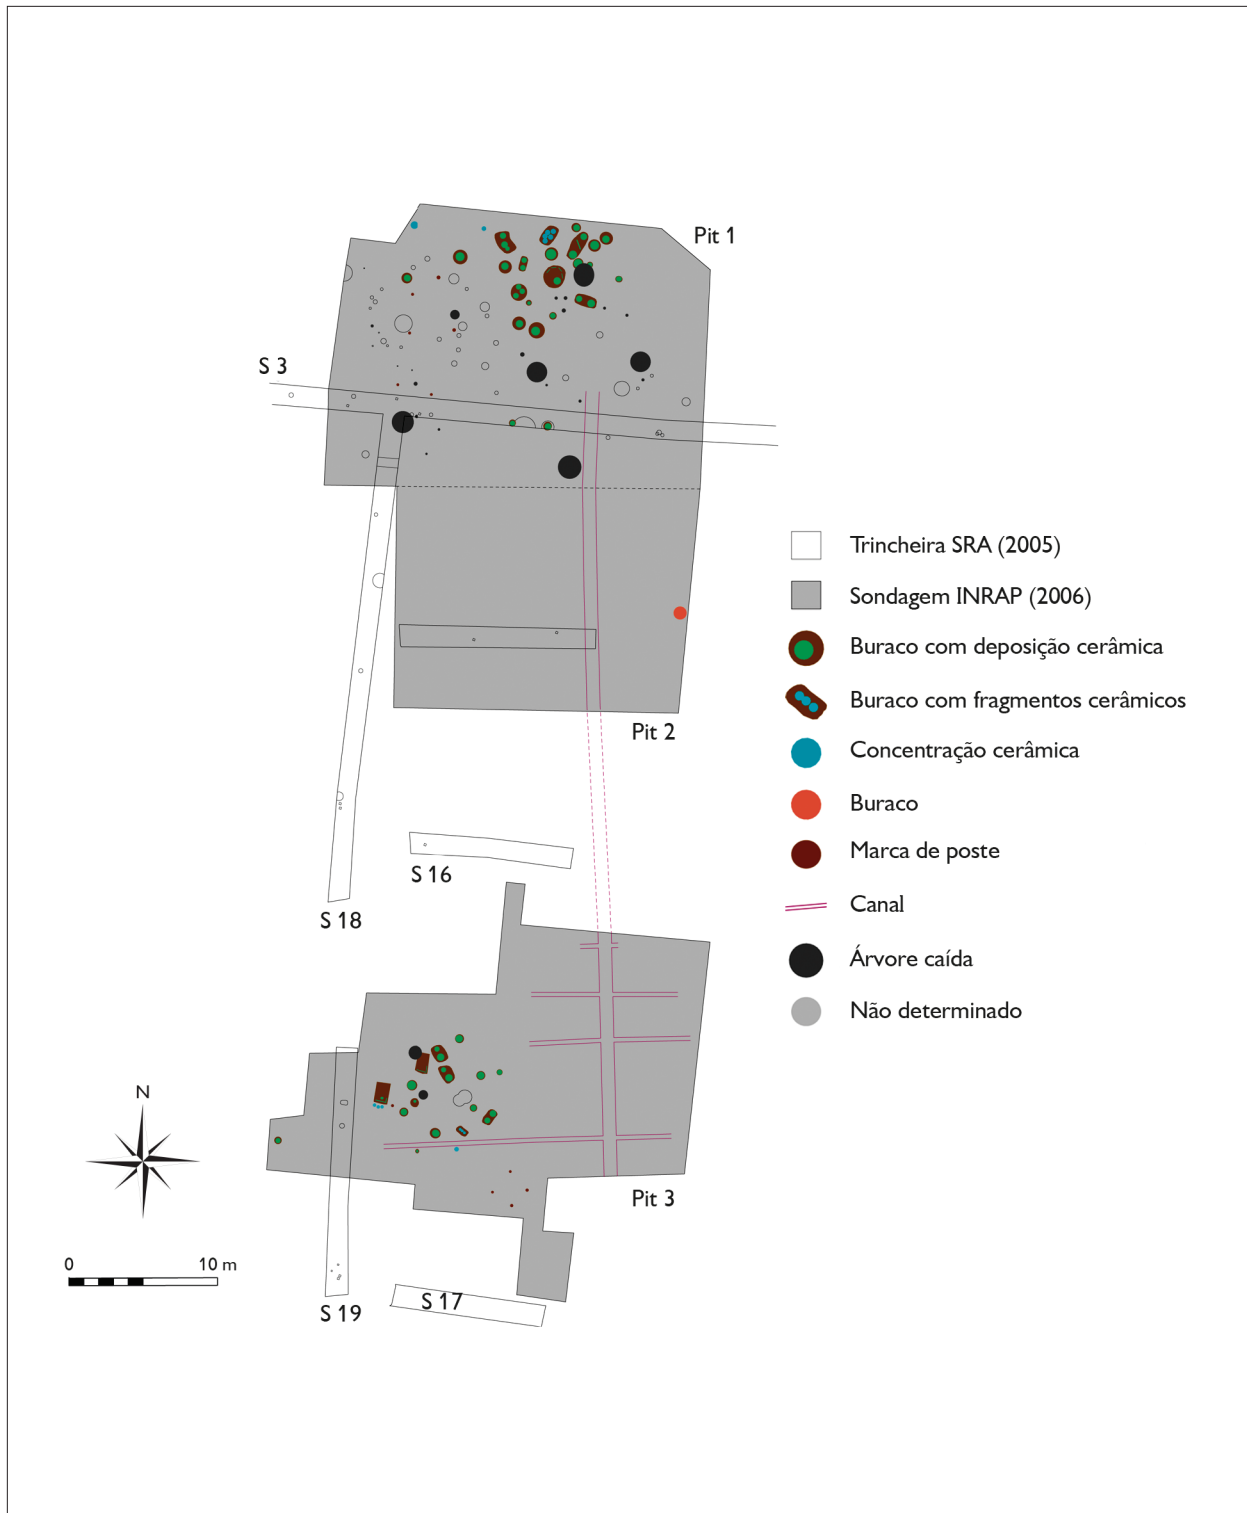 Pit 1
S 3
Trincheira SRA (2005)
Sondagem INRAP (2006)
Buraco com deposição cerâmica
Buraco com fragmentos cerâmicos
Concentração cerâmica
Buraco
Marca de poste
Canal
Árvore caída
Não determinado
Pit 2
S 16
S 18
N
Pit 3
0 10 m
S 19
S 17